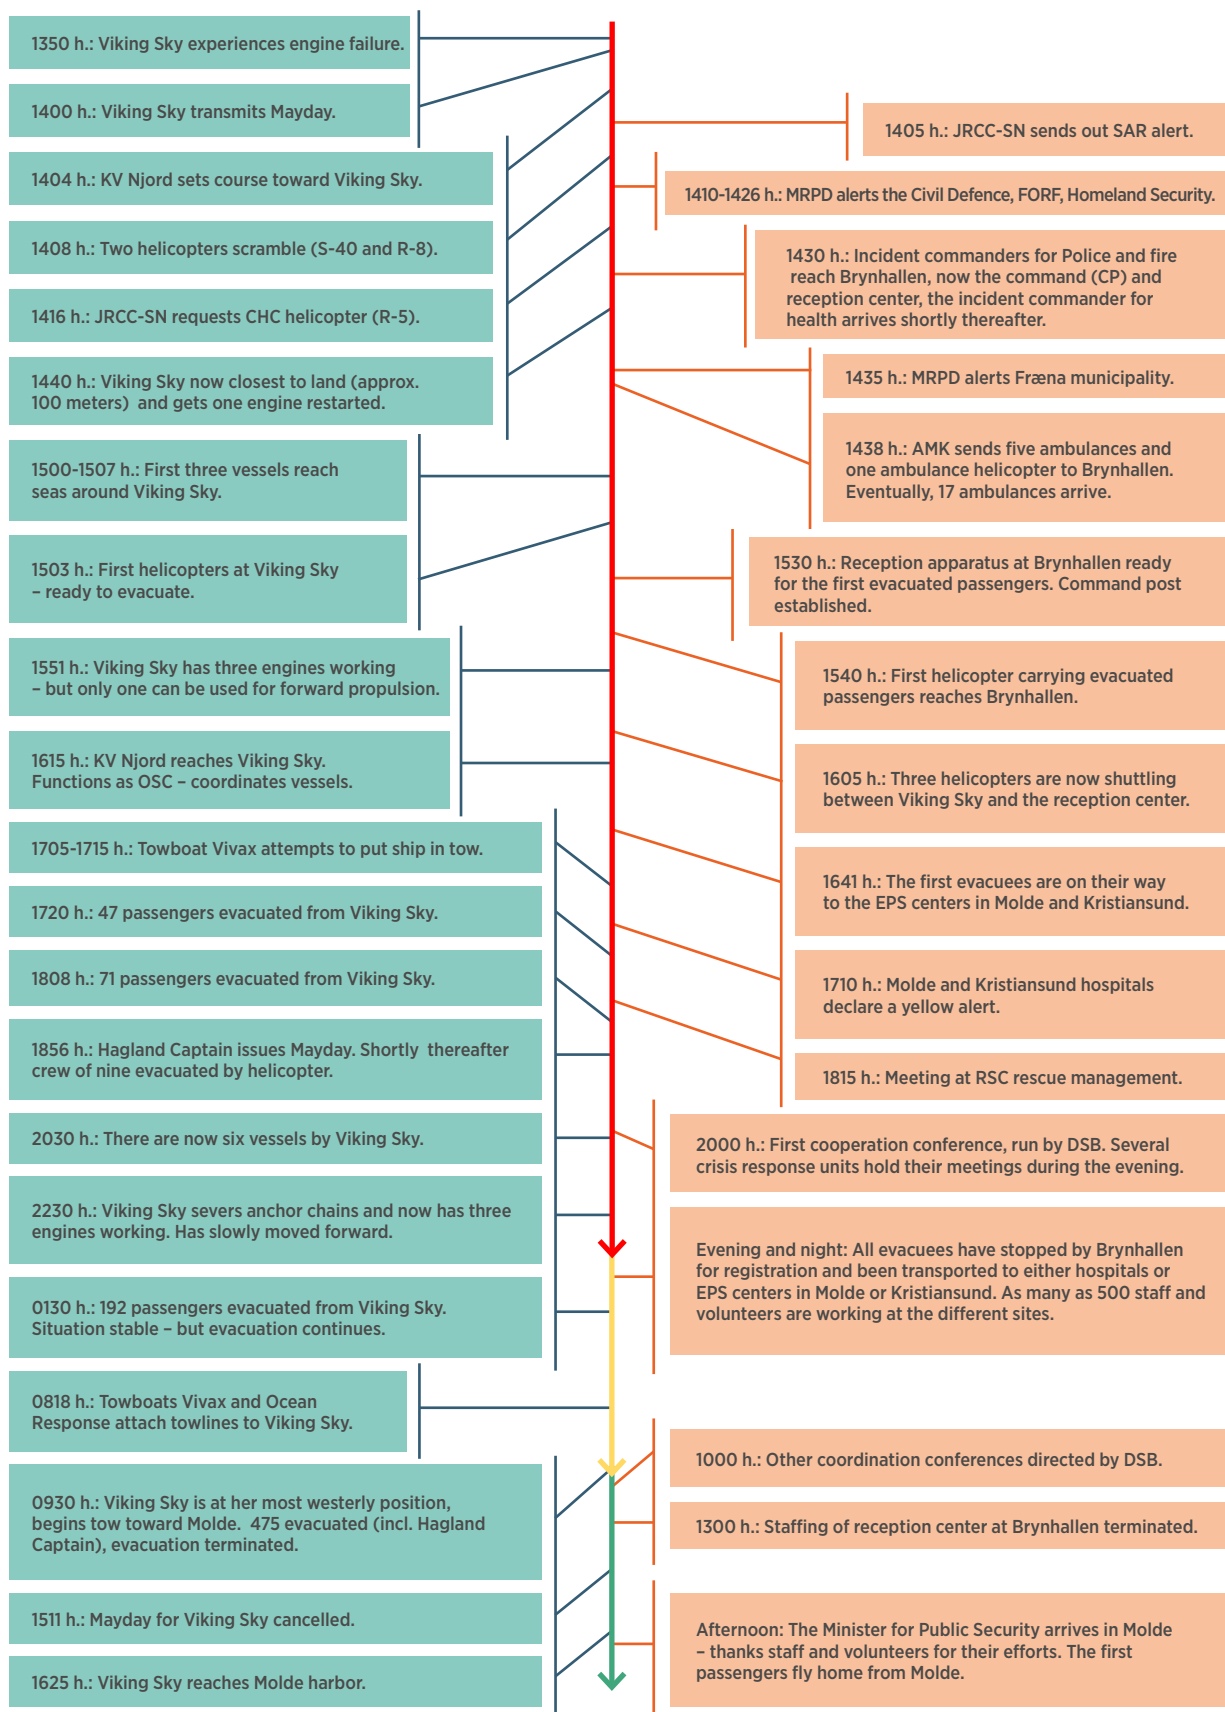 1350 h.: Viking Sky experiences engine failure.
1400 h.: Viking Sky transmits Mayday.
1404 h.: KV Njord sets course toward Viking Sky.
1408 h.: Two helicopters scramble (S-40 and R-8).
1416 h.: JRCC-SN requests CHC helicopter (R-5).
1440 h.: Viking Sky now closest to land (approx.
100 meters) and gets one engine restarted.
1500-1507 h.: First three vessels reach
seas around Viking Sky.
1503 h.: First helicopters at Viking Sky
– ready to evacuate.
1551 h.: Viking Sky has three engines working
– but only one can be used for forward propulsion.
1615 h.: KV Njord reaches Viking Sky.
Functions as OSC – coordinates vessels.
1705-1715 h.: Towboat Vivax attempts to put ship in tow.
1720 h.: 47 passengers evacuated from Viking Sky.
1808 h.: 71 passengers evacuated from Viking Sky.
1856 h.: Hagland Captain issues Mayday. Shortly thereafter
crew of nine evacuated by helicopter.
2030 h.: There are now six vessels by Viking Sky.
2230 h.: Viking Sky severs anchor chains and now has three
engines working. Has slowly moved forward.
0130 h.: 192 passengers evacuated from Viking Sky.
Situation stable – but evacuation continues.
0818 h.: Towboats Vivax and Ocean
Response attach towlines to Viking Sky.
0930 h.: Viking Sky is at her most westerly position,
begins tow toward Molde. 475 evacuated (incl. Hagland
Captain), evacuation terminated.
1511 h.: Mayday for Viking Sky cancelled.
1625 h.: Viking Sky reaches Molde harbor.
1405 h.: JRCC-SN sends out SAR alert.
1410-1426 h.: MRPD alerts the Civil Defence, FORF, Homeland Security.
1430 h.: Incident commanders for Police and fire
reach Brynhallen, now the command (CP) and
reception center, the incident commander for
health arrives shortly thereafter.
1435 h.: MRPD alerts Fræna municipality.
1438 h.: AMK sends five ambulances and
one ambulance helicopter to Brynhallen.
Eventually, 17 ambulances arrive.
1530 h.: Reception apparatus at Brynhallen ready
for the first evacuated passengers. Command post
established.
1540 h.: First helicopter carrying evacuated
passengers reaches Brynhallen.
1605 h.: Three helicopters are now shuttling
between Viking Sky and the reception center.
1641 h.: The first evacuees are on their way
to the EPS centers in Molde and Kristiansund.
1710 h.: Molde and Kristiansund hospitals
declare a yellow alert.
1815 h.: Meeting at RSC rescue management.
2000 h.: First cooperation conference, run by DSB. Several
crisis response units hold their meetings during the evening.
Evening and night: All evacuees have stopped by Brynhallen
for registration and been transported to either hospitals or
EPS centers in Molde or Kristiansund. As many as 500 staff and
volunteers are working at the different sites.
1000 h.: Other coordination conferences directed by DSB.
1300 h.: Staffing of reception center at Brynhallen terminated.
Afternoon: The Minister for Public Security arrives in Molde
– thanks staff and volunteers for their efforts. The first
passengers fly home from Molde.